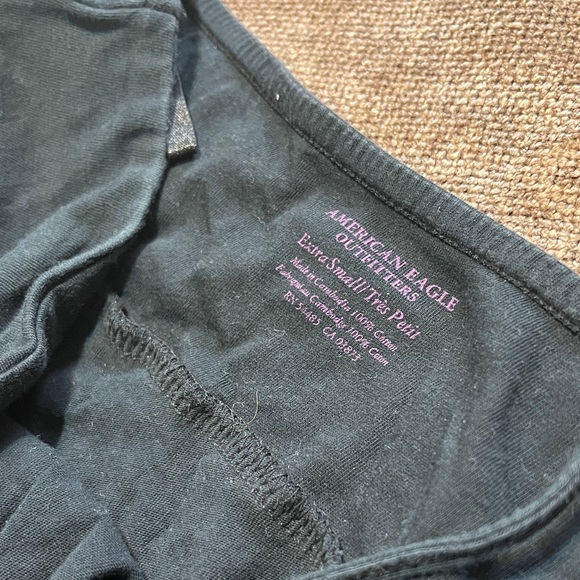 AMERICAN EAGLE
OUTFITTERS
Extra Small/Très Petit
Made in Cambodia 100% Cotton
Fabriqué au Cambodge 100% Coton
RN 54485 CA 03873